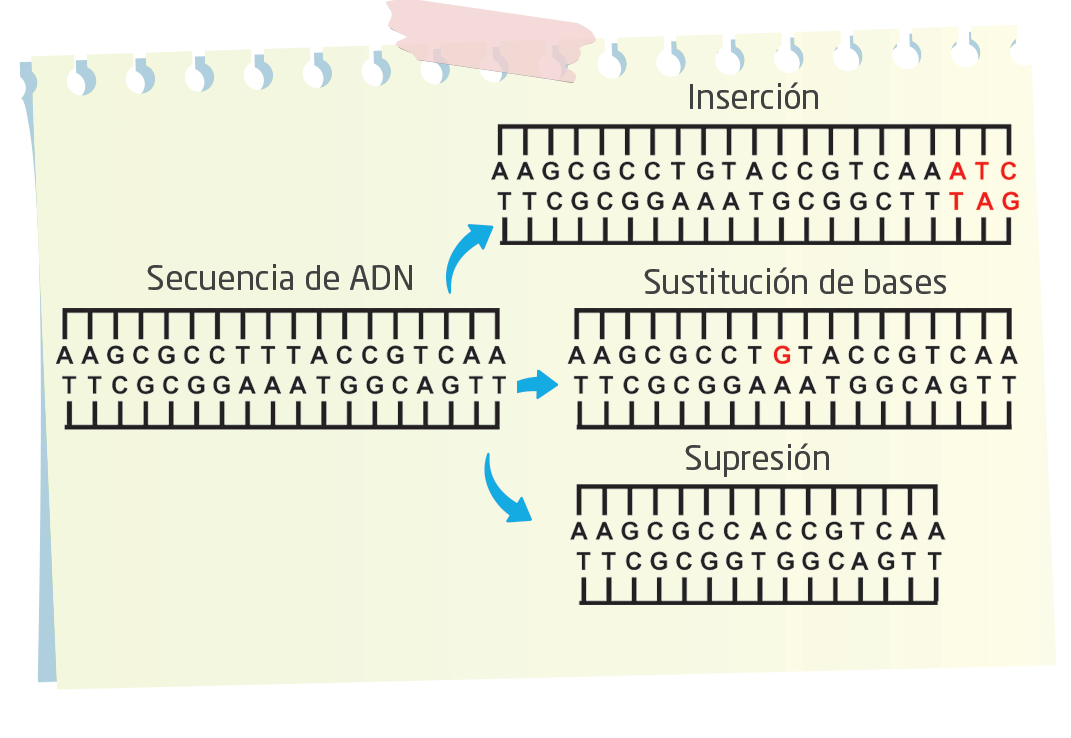 Inserción
A A G C G C C T G T A C C G T C A A A T C
T T C G C G G A A A T G C G G C T T T A G
Secuencia de ADN
A A G C G C C T T T A C C G T C A A
T T C G C G G A A A T G G C A G T T
Sustitución de bases
A A G C G C C T G T A C C G T C A A
T T C G C G G A A A T G G C A G T T
Supresión
A A G C G C C A C C G T C A A
T T C G C G G T G G C A G T T